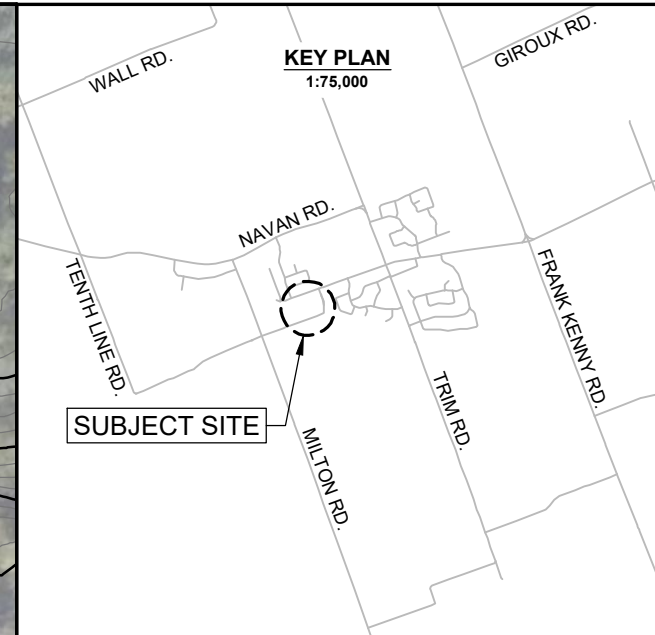 KEY PLAN
1:75,000
WALL RD.
GIROUX RD.
NAVAN RD.
TENTH LINE RD.
FRANK KENNY RD.
SUBJECT SITE
TRIM RD.
MILTON RD.